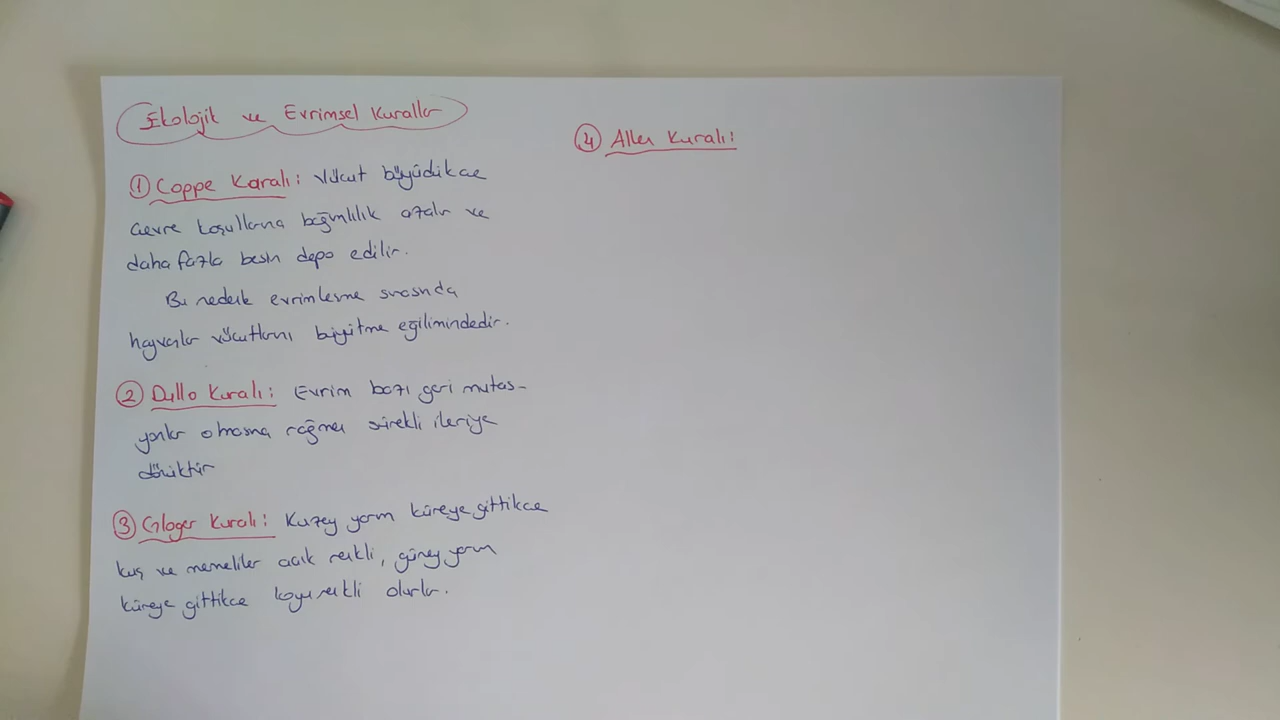 Ekolojik ve Evrimsel Kurallar
① Coppe Kuralı: Vücut büyüdükçe
çevre koşullarına bağımlılık azalır ve
daha fazla besin depo edilir.
Bu nedenle evrimleşme sırasında
hayvanlar vücutlarını büyütme eğilimindedir.
② Dollo Kuralı: Evrim bazı geri mutas-
yonlar olmasına rağmen sürekli ileriye
dönüktür
③ Gloger Kuralı: Kuzey yarım küreye gittikçe
kuş ve memeliler açık renkli, güney yarım
küreye gittikçe koyu renkli olurlar.
④ Allen Kuralı: